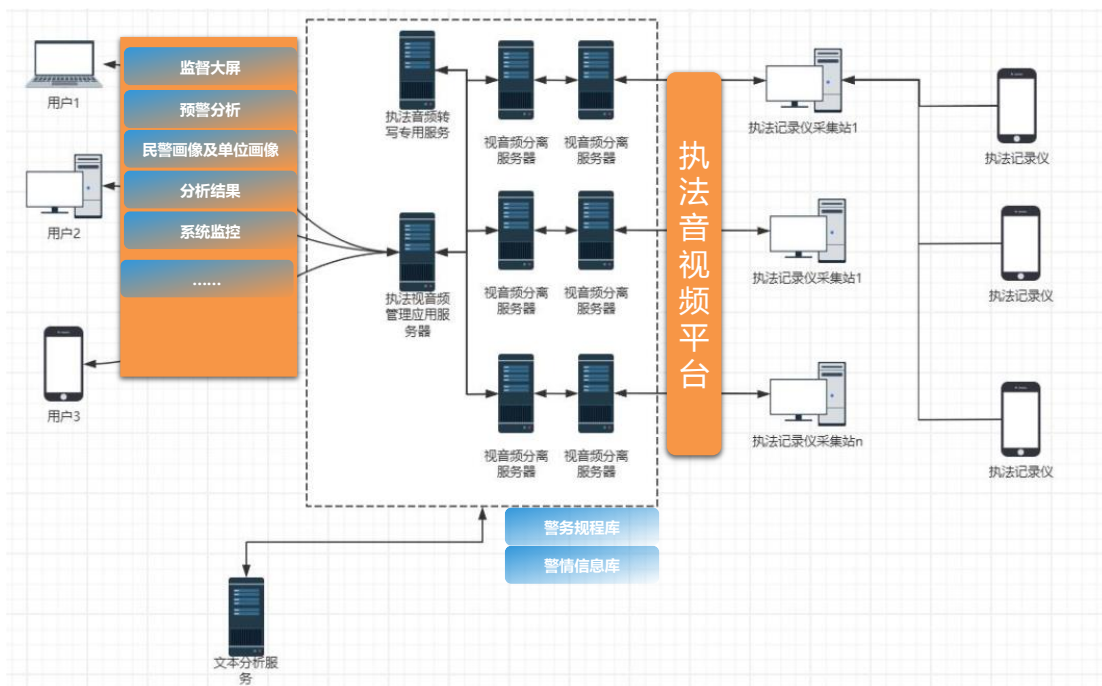 用户1
用户2
用户3
监督大屏
预警分析
民警画像及单位画像
分析结果
系统监控
……
执法音频转
写专用服务
执法视音频
管理应用服
务器
视音频分离
服务器
视音频分离
服务器
视音频分离
服务器
视音频分离
服务器
视音频分离
服务器
视音频分离
服务器
执法音视频平台
执法记录仪采集站1
执法记录仪采集站1
执法记录仪采集站n
执法记录仪
执法记录仪
执法记录仪
警务规程库
警情信息库
文本分析服
务